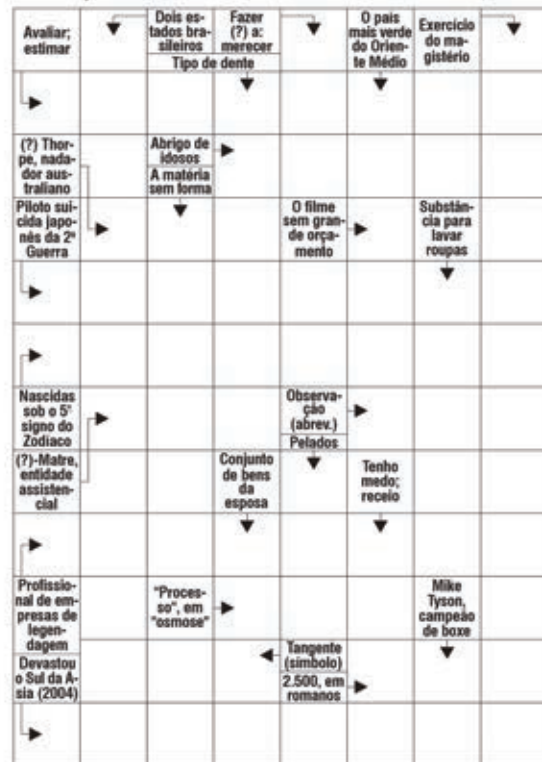 Avaliar;
estimar
Dois es-
tados bra-
sileiros
Fazer
(?) a:
merecer
Tipo de dente
O país
mais verde
do Orien-
te Médio
Exercício
do ma-
gistério
(?) Thor-
pe, nada-
dor aus-
traliano
Abrigo de
idosos
A matéria
sem forma
Piloto sui-
cida japo-
nês da 2ª
Guerra
O filme
sem gran-
de orça-
mento
Substân-
cia para
lavar
roupas
Nascidas
sob o 5º
signo do
Zodíaco
Observa-
ção
(abrev.)
Pelados
(?)-Matre,
entidade
assisten-
cial
Conjunto
de bens
da
esposa
Tenho
medo;
receio
Profissio-
nal de em-
presas de
legen-
dagem
"Proces-
so", em
"osmose"
Mike
Tyson,
campeão
de boxe
Devastou
o Sul da Á-
sia (2004)
Tangente
(símbolo)
2.500, em
romanos